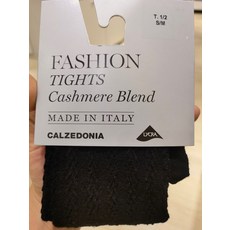 T. 1/2
S/M
FASHION
TIGHTS
Cashmere Blend
MADE IN ITALY
CALZEDONIA
LYCRA